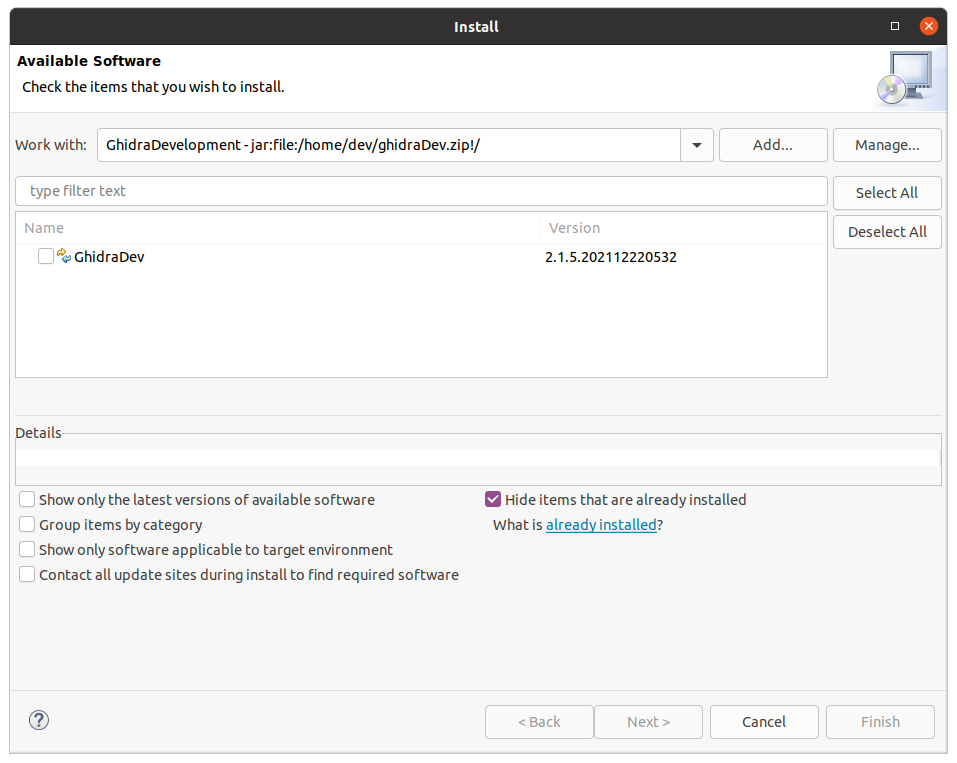 Install
Available Software
Check the items that you wish to install.
Work with: GhidraDevelopment - jar:file:/home/dev/ghidraDev.zip!/ Add... Manage...
type filter text Select All
Deselect All
Name Version
GhidraDev 2.1.5.202112220532
Details
Show only the latest versions of available software Hide items that are already installed
Group items by category What is already installed?
Show only software applicable to target environment
Contact all update sites during install to find required software
? < Back Next > Cancel Finish